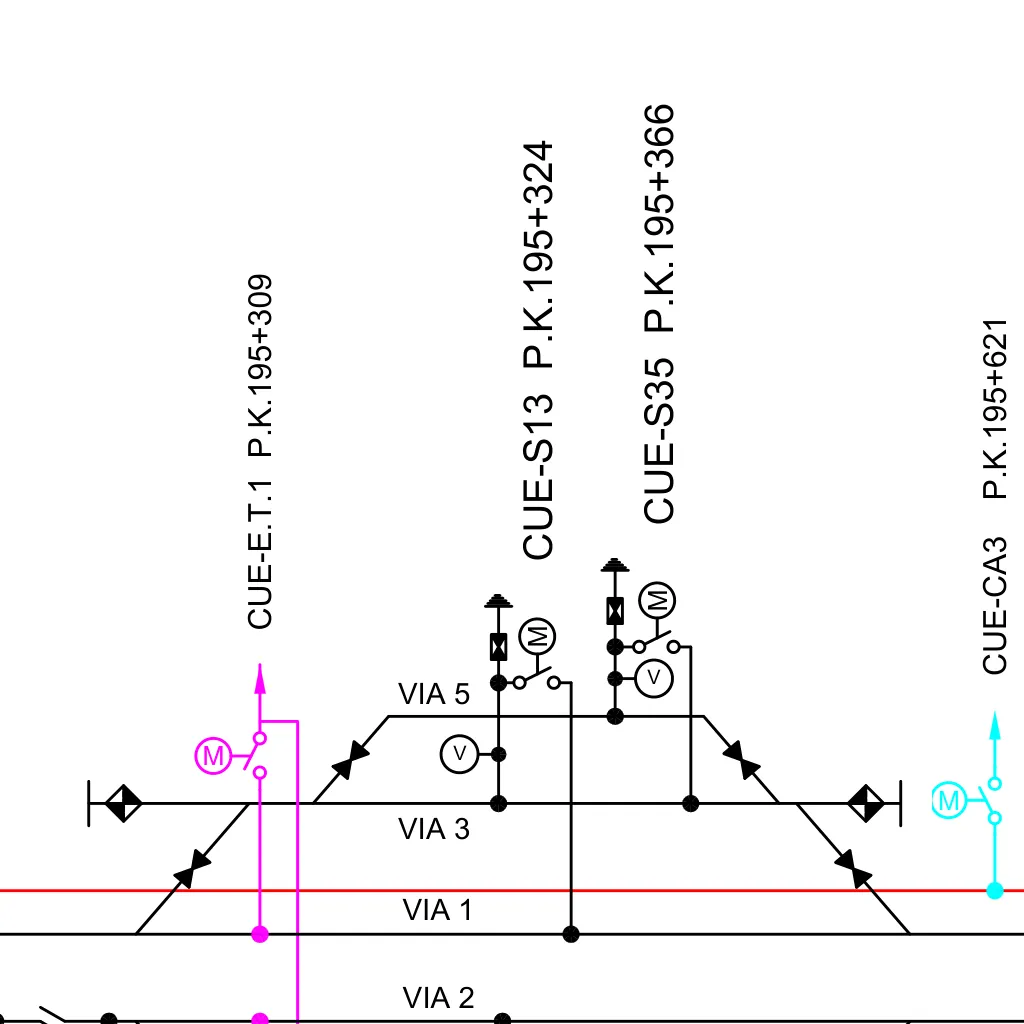 CUE-E.T.1 P.K.195+309
CUE-S13 P.K.195+324
CUE-S35 P.K.195+366
CUE-CA3 P.K.195+621
M
M
VIA 5
V
M
V
M
VIA 3
VIA 1
VIA 2